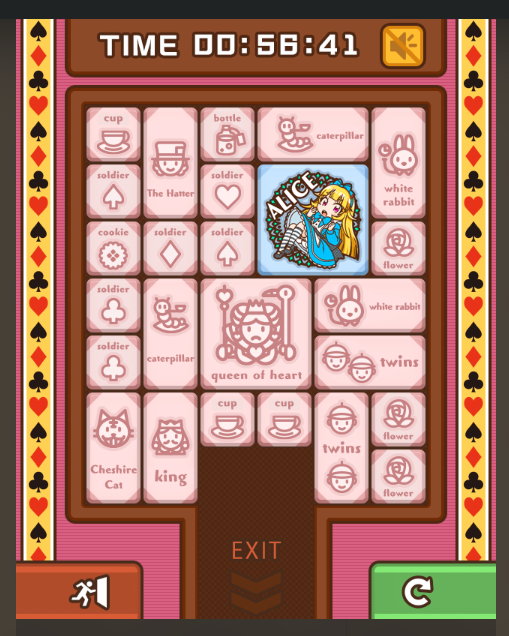 TIME 00:56:41
cup
bottle
caterpillar
white
rabbit
soldier
The Hatter
soldier
ALICE
cookie
soldier
soldier
flower
soldier
caterpillar
queen of heart
white rabbit
soldier
twins
Cheshire
Cat
king
cup
cup
twins
flower
flower
EXIT